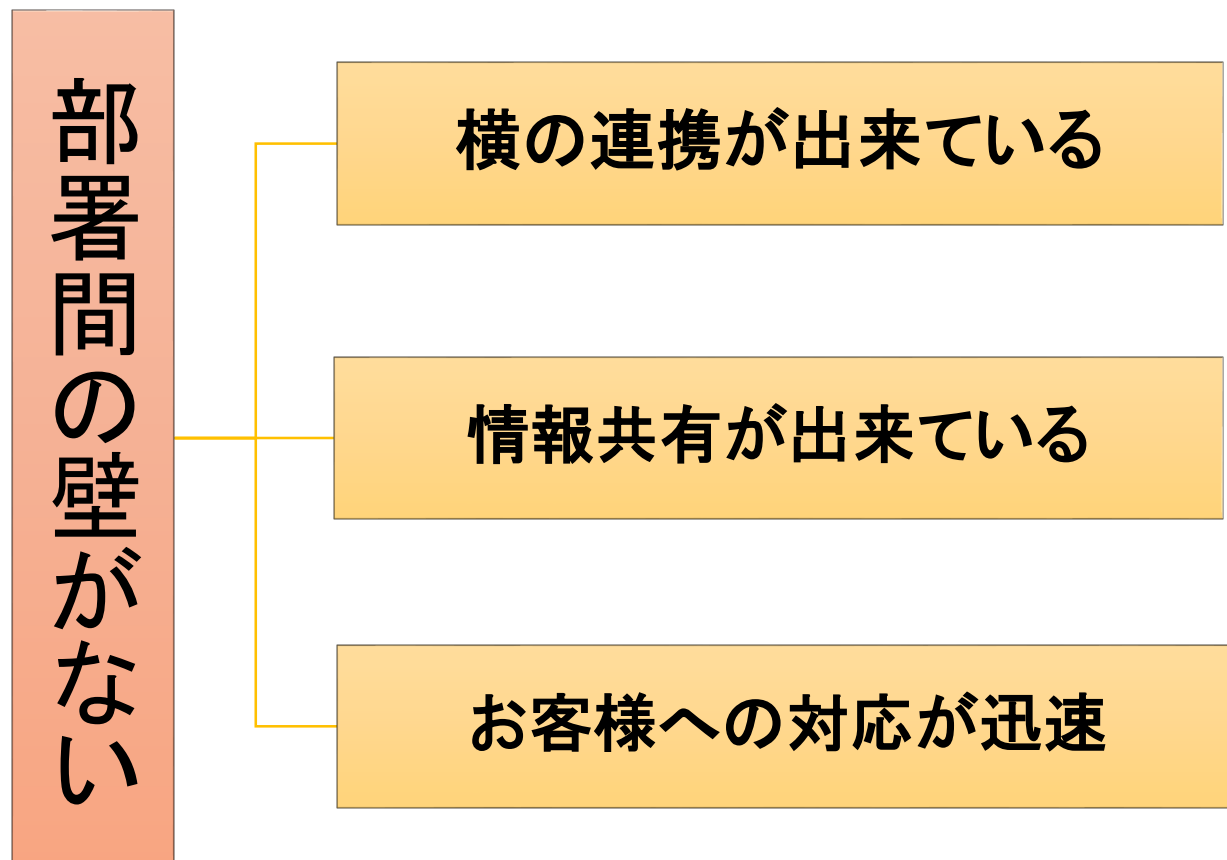 部署間の壁がない
横の連携が出来ている
情報共有が出来ている
お客様への対応が迅速